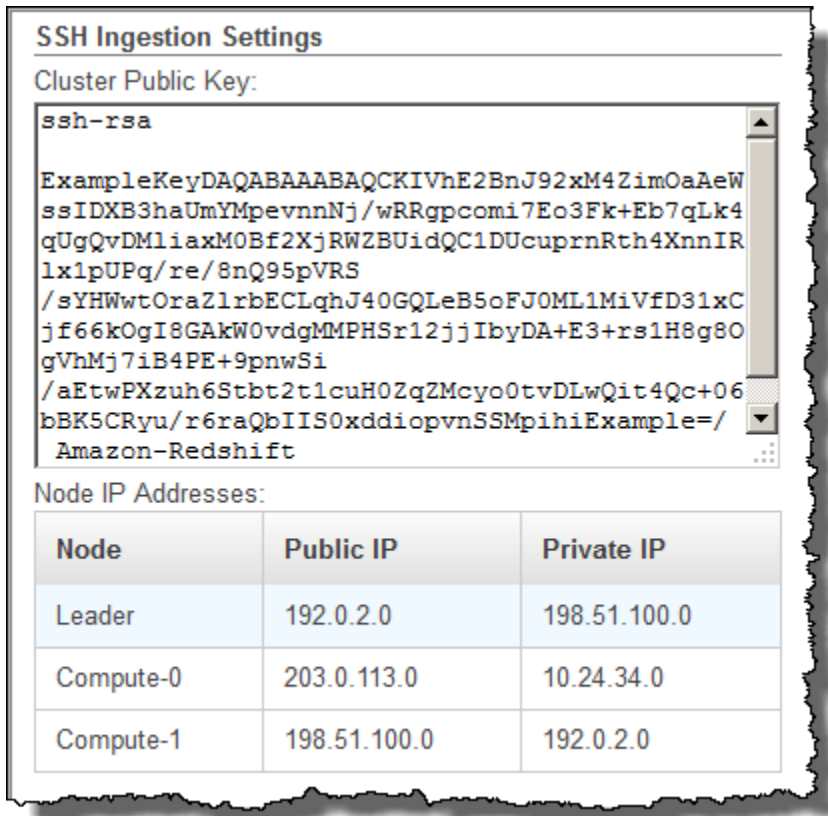 SSH Ingestion Settings
Cluster Public Key:
ssh-rsa
ExampleKeyDAQABAAABAQCKIVhE2BnJ92xM4ZimOaAeW
ssIDXB3haUmYMpevnnNj/wRRgpcomi7Eo3Fk+Eb7qLk4
qUgQvDMliaxM0Bf2XjRWZBUidQC1DUcuprnRth4XnnIR
lx1pUPq/re/8nQ95pVRS
/sYHWwtOraZlrbECLqhJ40GQLeB5oFJ0ML1MiVfD31xC
jf66kOgI8GAkW0vdgMMPHSr12jjIbyDA+E3+rs1H8g8O
gVhMj7iB4PE+9pnwSi
/aEtwPXzuh6Stbt2t1cuH0ZqZMcyo0tvDLwQit4Qc+06
bBK5CRyu/r6raQbIIS0xddiopvnSSMpihiExample=/
Amazon-Redshift
Node IP Addresses:
Node Public IP Private IP
Leader 192.0.2.0 198.51.100.0
Compute-0 203.0.113.0 10.24.34.0
Compute-1 198.51.100.0 192.0.2.0